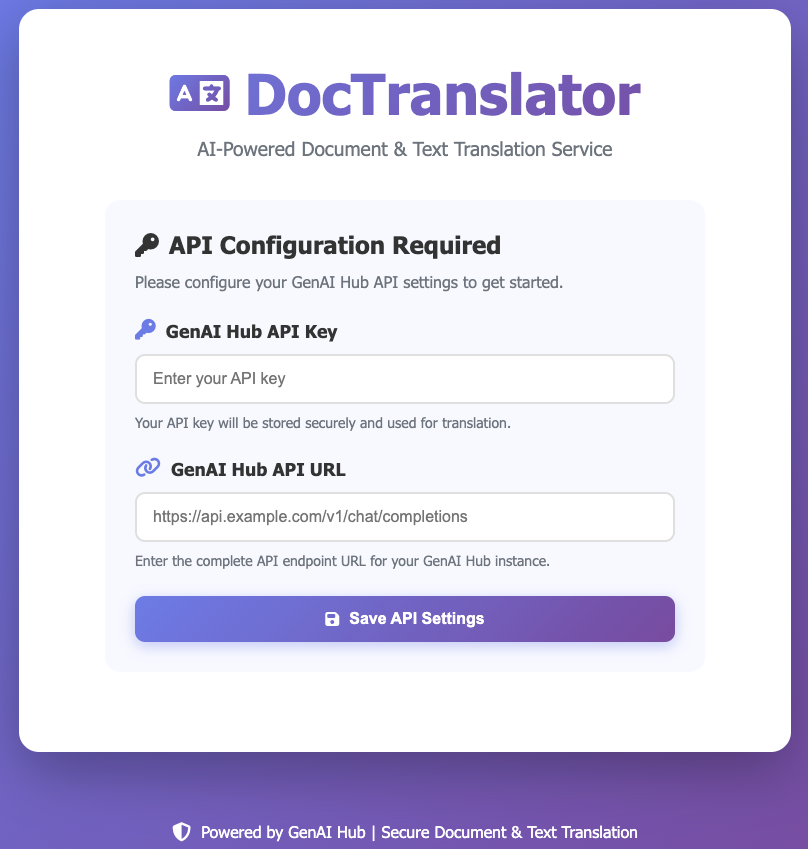 A 文 DocTranslator
AI-Powered Document & Text Translation Service
API Configuration Required
Please configure your GenAI Hub API settings to get started.
GenAI Hub API Key
Enter your API key
Your API key will be stored securely and used for translation.
GenAI Hub API URL
https://api.example.com/v1/chat/completions
Enter the complete API endpoint URL for your GenAI Hub instance.
Save API Settings
Powered by GenAI Hub | Secure Document & Text Translation